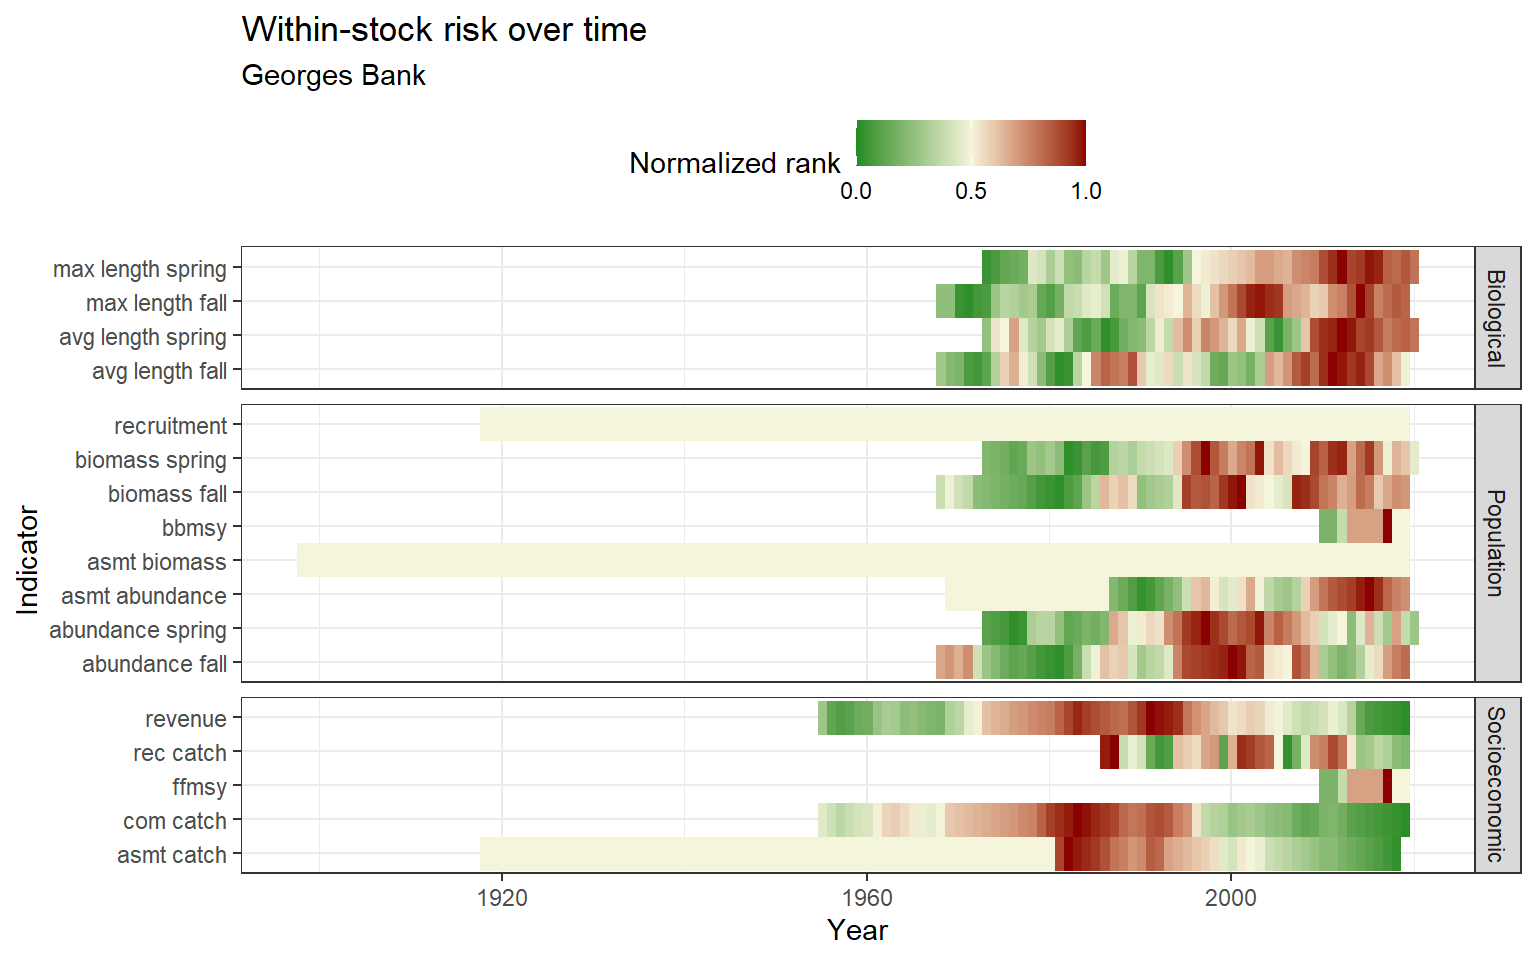 Within-stock risk over time
Georges Bank
Normalized rank
0.0 0.5 1.0
Indicator
max length spring
max length fall
avg length spring
avg length fall
Biological
recruitment
biomass spring
biomass fall
bbmsy
asmt biomass
asmt abundance
abundance spring
abundance fall
Population
revenue
rec catch
ffmsy
com catch
asmt catch
Socioeconomic
1920 1960 2000
Year